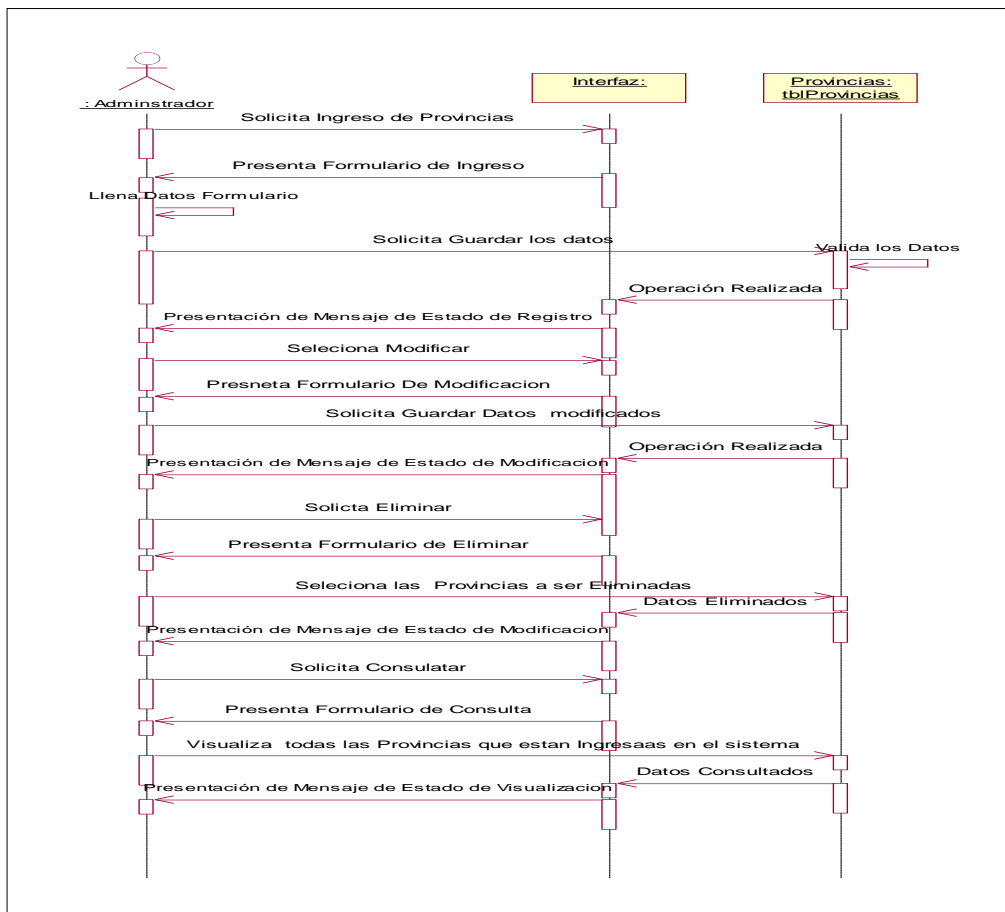 Interfaz:
Provincias:
tblProvincias
: Adminstrador
Solicita Ingreso de Provincias
Presenta Formulario de Ingreso
Llena Datos Formulario
Solicita Guardar los datos
Valida los Datos
Operación Realizada
Presentación de Mensaje de Estado de Registro
Seleciona Modificar
Presneta Formulario De Modificacion
Solicita Guardar Datos modificados
Operación Realizada
Presentación de Mensaje de Estado de Modificacion
Solicta Eliminar
Presenta Formulario de Eliminar
Seleciona las Provincias a ser Eliminadas
Datos Eliminados
Presentación de Mensaje de Estado de Modificacion
Solicita Consulatar
Presenta Formulario de Consulta
Visualiza todas las Provincias que estan Ingresaas en el sistema
Datos Consultados
Presentación de Mensaje de Estado de Visualizacion